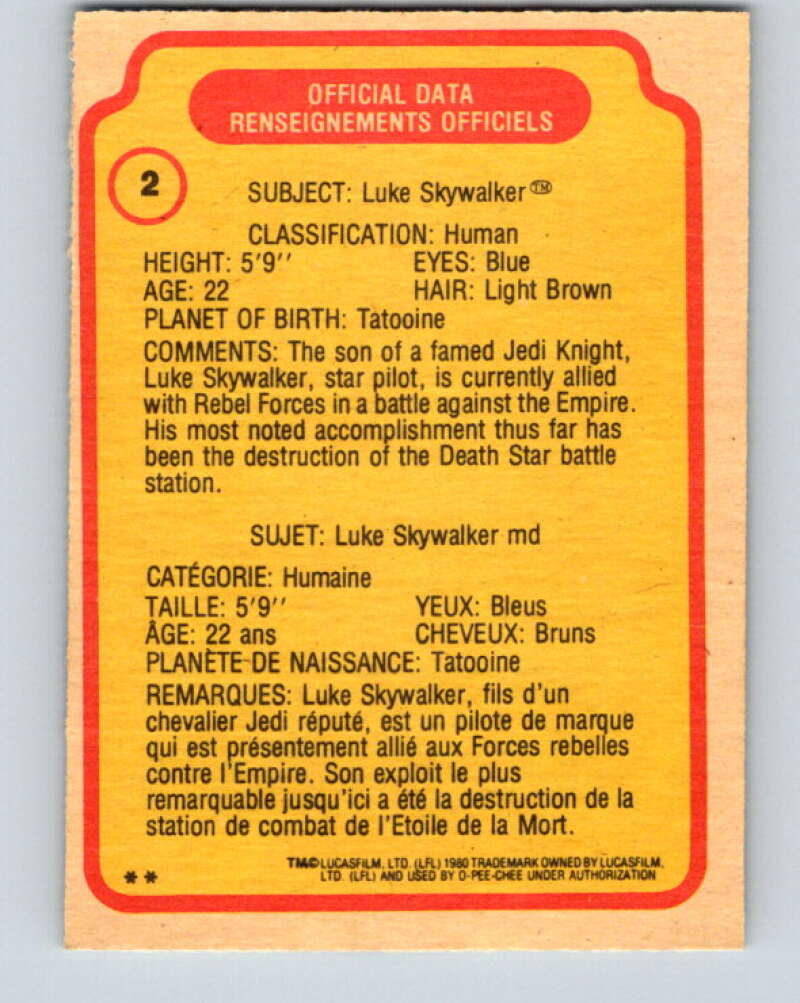 OFFICIAL DATA
RENSEIGNEMENTS OFFICIELS
2
SUBJECT: Luke Skywalker™
CLASSIFICATION: Human
HEIGHT: 5'9'' EYES: Blue
AGE: 22 HAIR: Light Brown
PLANET OF BIRTH: Tatooine
COMMENTS: The son of a famed Jedi Knight,
Luke Skywalker, star pilot, is currently allied
with Rebel Forces in a battle against the Empire.
His most noted accomplishment thus far has
been the destruction of the Death Star battle
station.
SUJET: Luke Skywalker md
CATÉGORIE: Humaine
TAILLE: 5'9'' YEUX: Bleus
ÂGE: 22 ans CHEVEUX: Bruns
PLANÈTE DE NAISSANCE: Tatooine
REMARQUES: Luke Skywalker, fils d'un
chevalier Jedi réputé, est un pilote de marque
qui est présentement allié aux Forces rebelles
contre l'Empire. Son exploit le plus
remarquable jusqu'ici a été la destruction de la
station de combat de l'Etoile de la Mort.
TM©LUCASFILM, LTD. (LFL) 1980 TRADEMARK OWNED BY LUCASFILM,
** LTD. (LFL) AND USED BY O-PEE-CHEE UNDER AUTHORIZATION